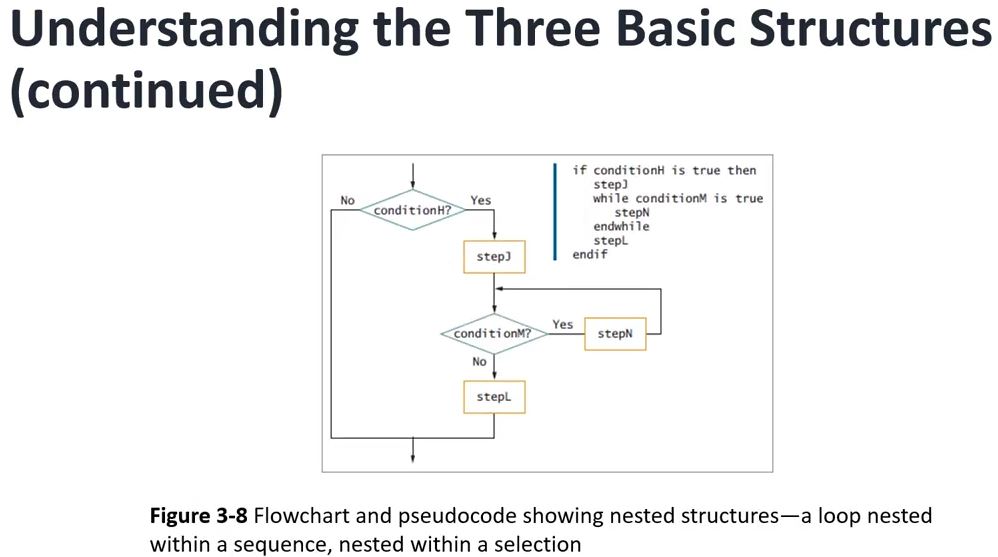 Understanding the Three Basic Structures
(continued)
No
conditionH?
Yes
stepJ
conditionM?
Yes
stepN
No
stepL
if conditionH is true then
stepJ
while conditionM is true
stepN
endwhile
stepL
endif
Figure 3-8 Flowchart and pseudocode showing nested structures—a loop nested
within a sequence, nested within a selection